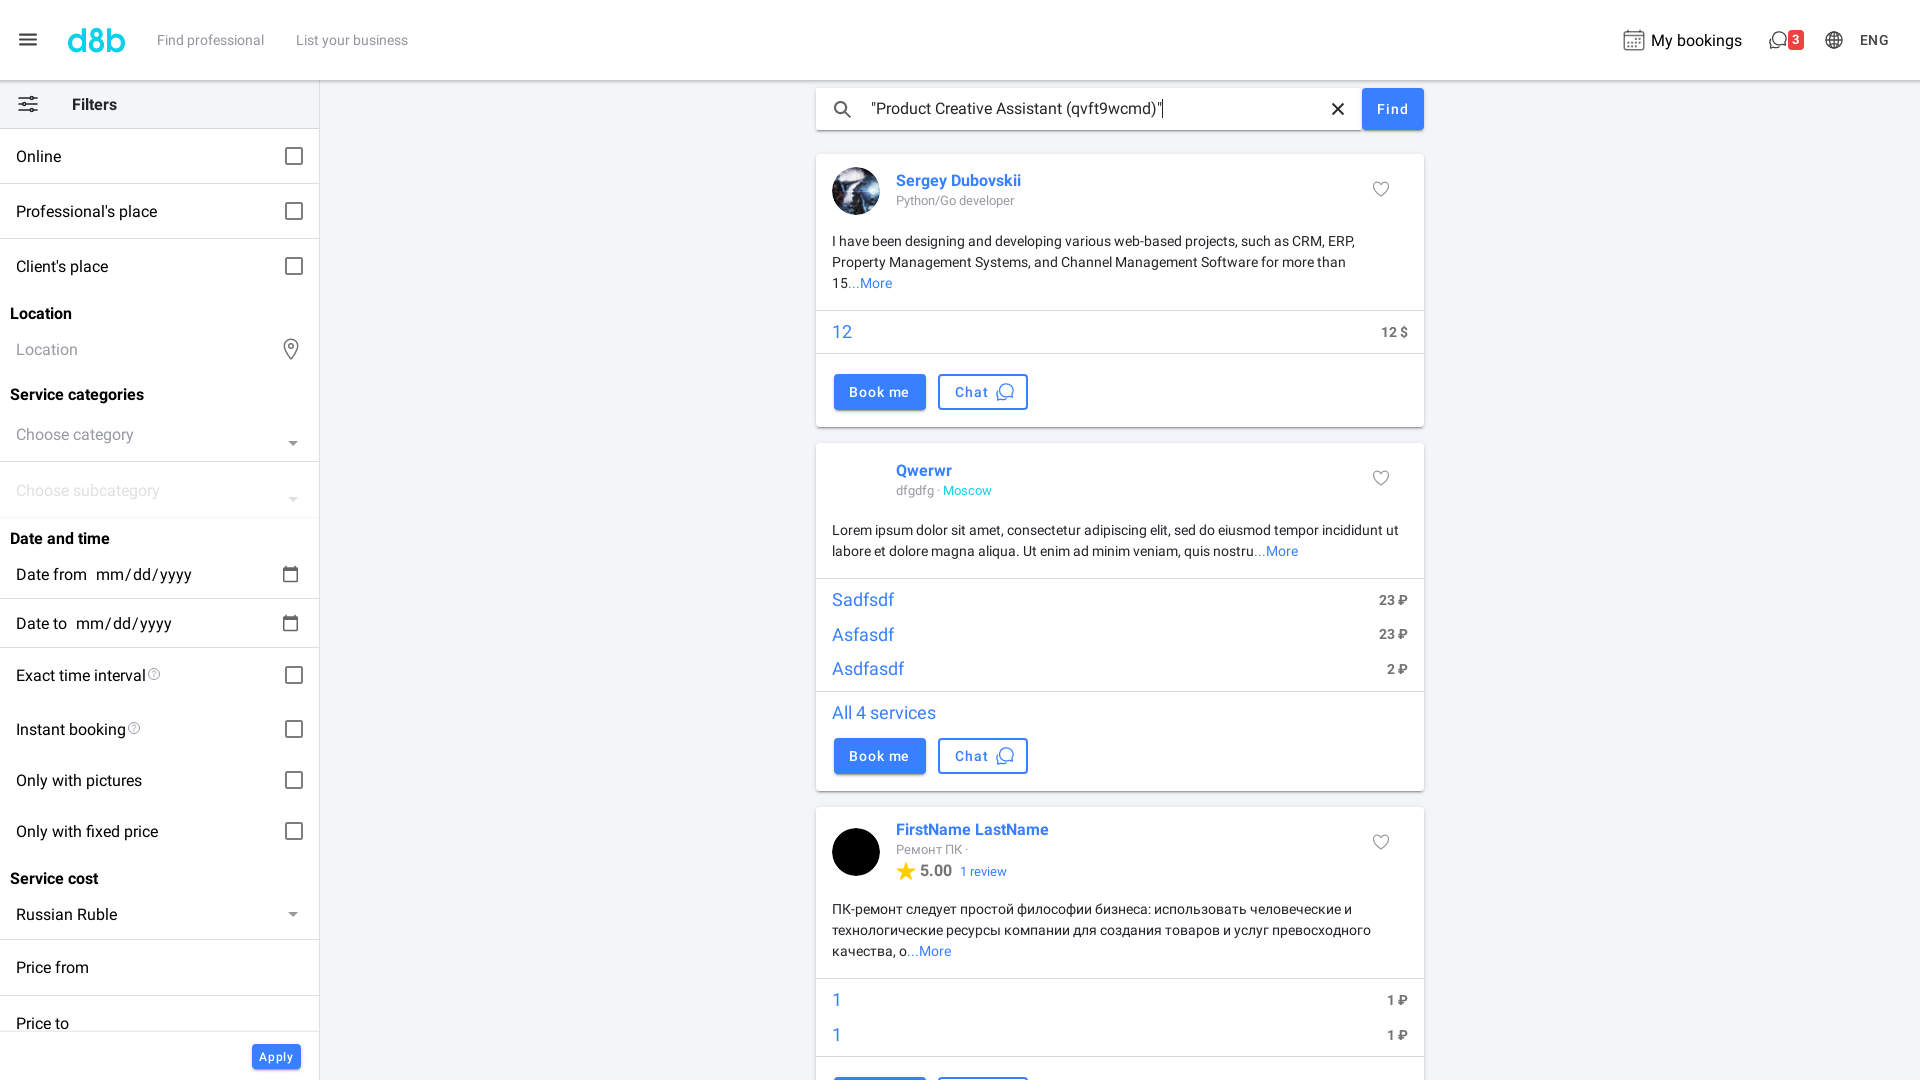 d8b
Find professional
List your business
My bookings
3
ENG
Filters
Online
Professional's place
Client's place
Location
Location
Service categories
Choose category
Choose subcategory
Date and time
Date from mm/dd/yyyy
Date to mm/dd/yyyy
Exact time interval
Instant booking
Only with pictures
Only with fixed price
Service cost
Russian Ruble
Price from
Price to
Apply
"Product Creative Assistant (qvft9wcmd)"
Find
Sergey Dubovskii
Python/Go developer
I have been designing and developing various web-based projects, such as CRM, ERP,
Property Management Systems, and Channel Management Software for more than
15...More
12 12 $
Book me Chat
Qwerwr
dfgdfg · Moscow
Lorem ipsum dolor sit amet, consectetur adipiscing elit, sed do eiusmod tempor incididunt ut
labore et dolore magna aliqua. Ut enim ad minim veniam, quis nostru...More
Sadfsdf 23 ₽
Asfasdf 23 ₽
Asdfasdf 2 ₽
All 4 services
Book me Chat
FirstName LastName
Ремонт ПК ·
5.00 1 review
ПК-ремонт следует простой философии бизнеса: использовать человеческие и
технологические ресурсы компании для создания товаров и услуг превосходного
качества, о...More
1 1 ₽
1 1 ₽